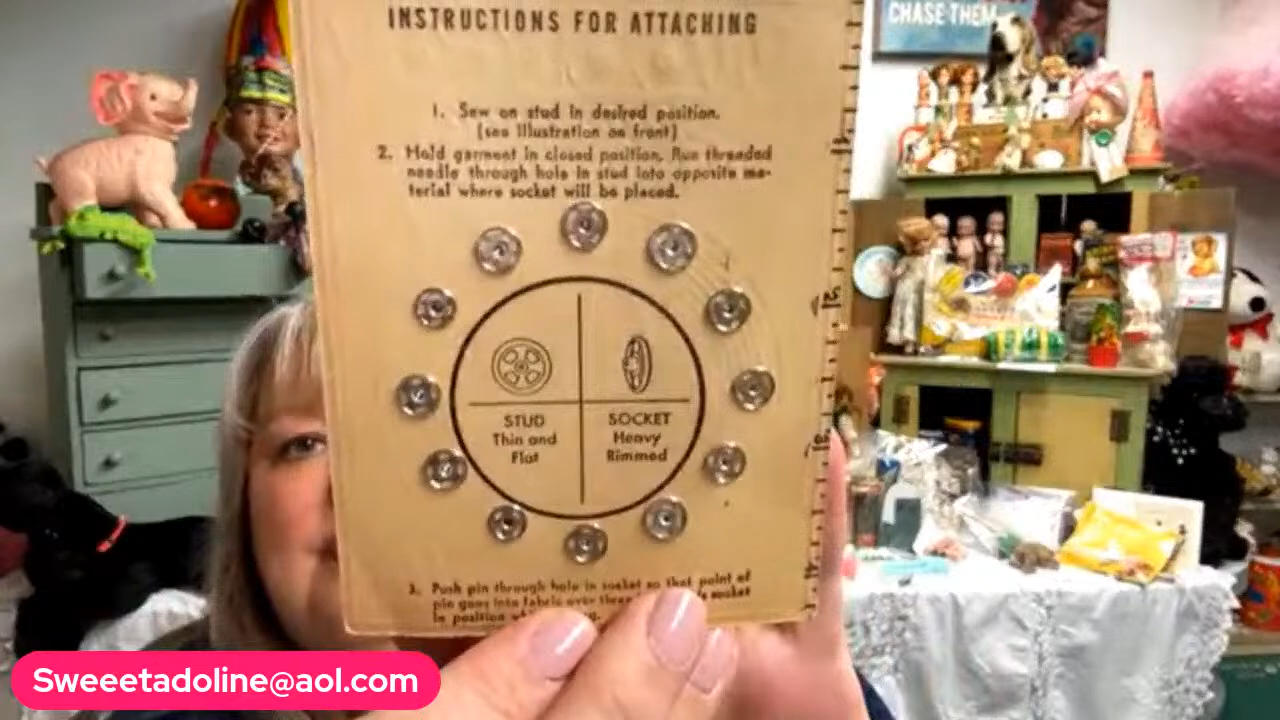 CHASE THEM
INSTRUCTIONS FOR ATTACHING
1. Sew on stud in desired position.
(see illustration on front)
2. Hold garment in closed position. Run threaded
needle through hole in stud into opposite ma-
terial where socket will be placed.
STUD
Thin and
Flat
SOCKET
Heavy
Rimmed
3. Push pin through hole in socket so that point of
pin goes into fabric over thread socket
in position
Sweeetadoline@aol.com